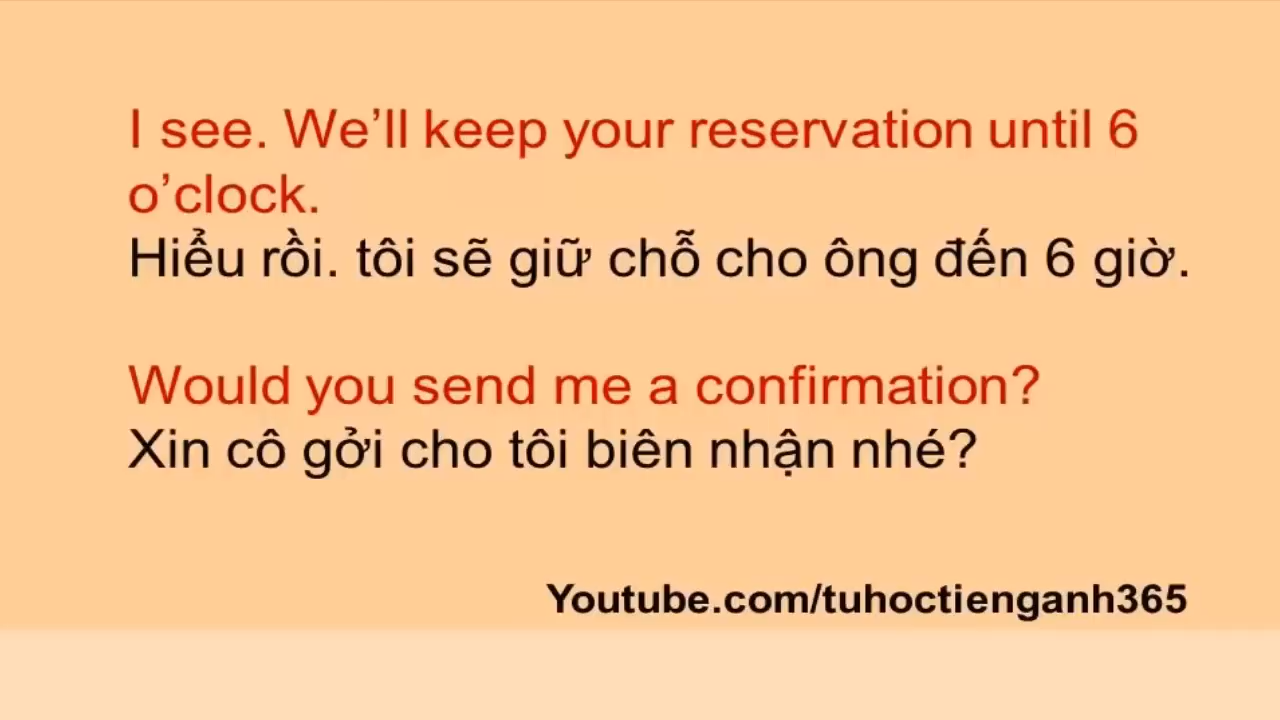 I see. We’ll keep your reservation until 6
o’clock.
Hiểu rồi. tôi sẽ giữ chỗ cho ông đến 6 giờ.
Would you send me a confirmation?
Xin cô gởi cho tôi biên nhận nhé?
Youtube.com/tuhoctienganh365